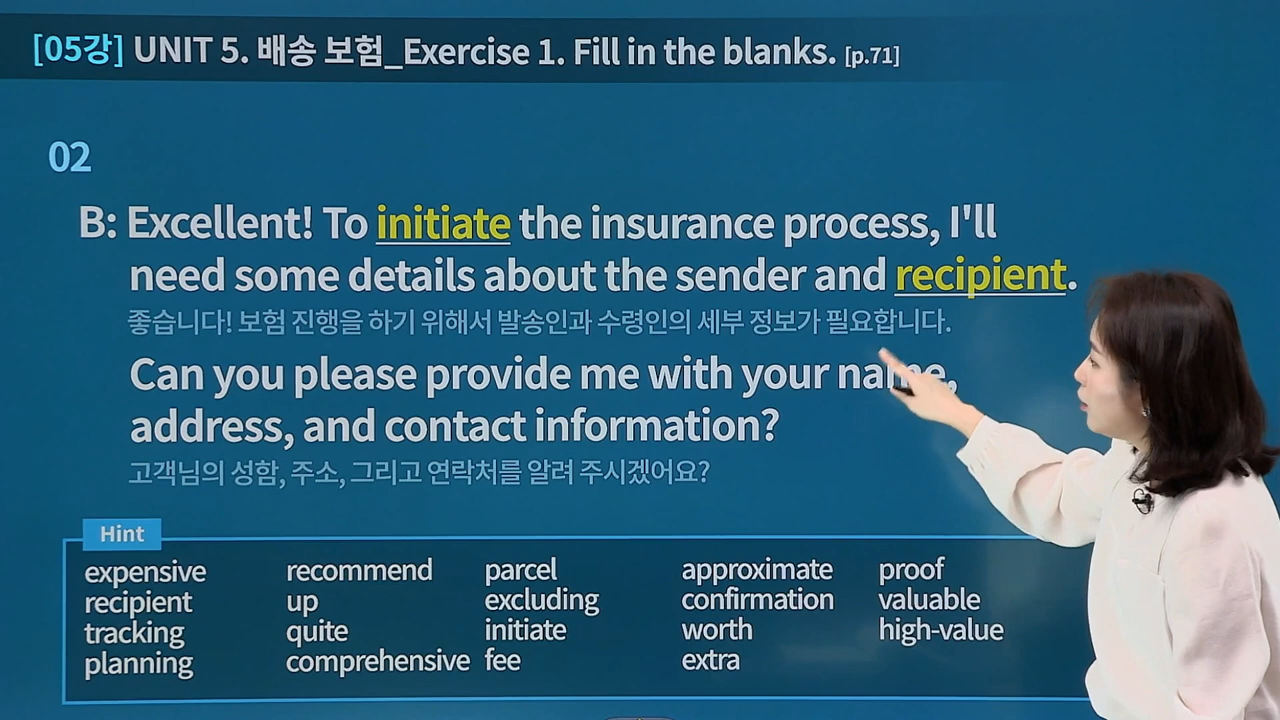 [05강] UNIT 5. 배송 보험_Exercise 1. Fill in the blanks. [p.71]
02
B: Excellent! To initiate the insurance process, I'll
need some details about the sender and recipient.
좋습니다! 보험 진행을 하기 위해서 발송인과 수령인의 세부 정보가 필요합니다.
Can you please provide me with your name,
address, and contact information?
고객님의 성함, 주소, 그리고 연락처를 알려 주시겠어요?
Hint
expensive recommend parcel approximate proof
recipient up excluding confirmation valuable
tracking quite initiate worth high-value
planning comprehensive fee extra